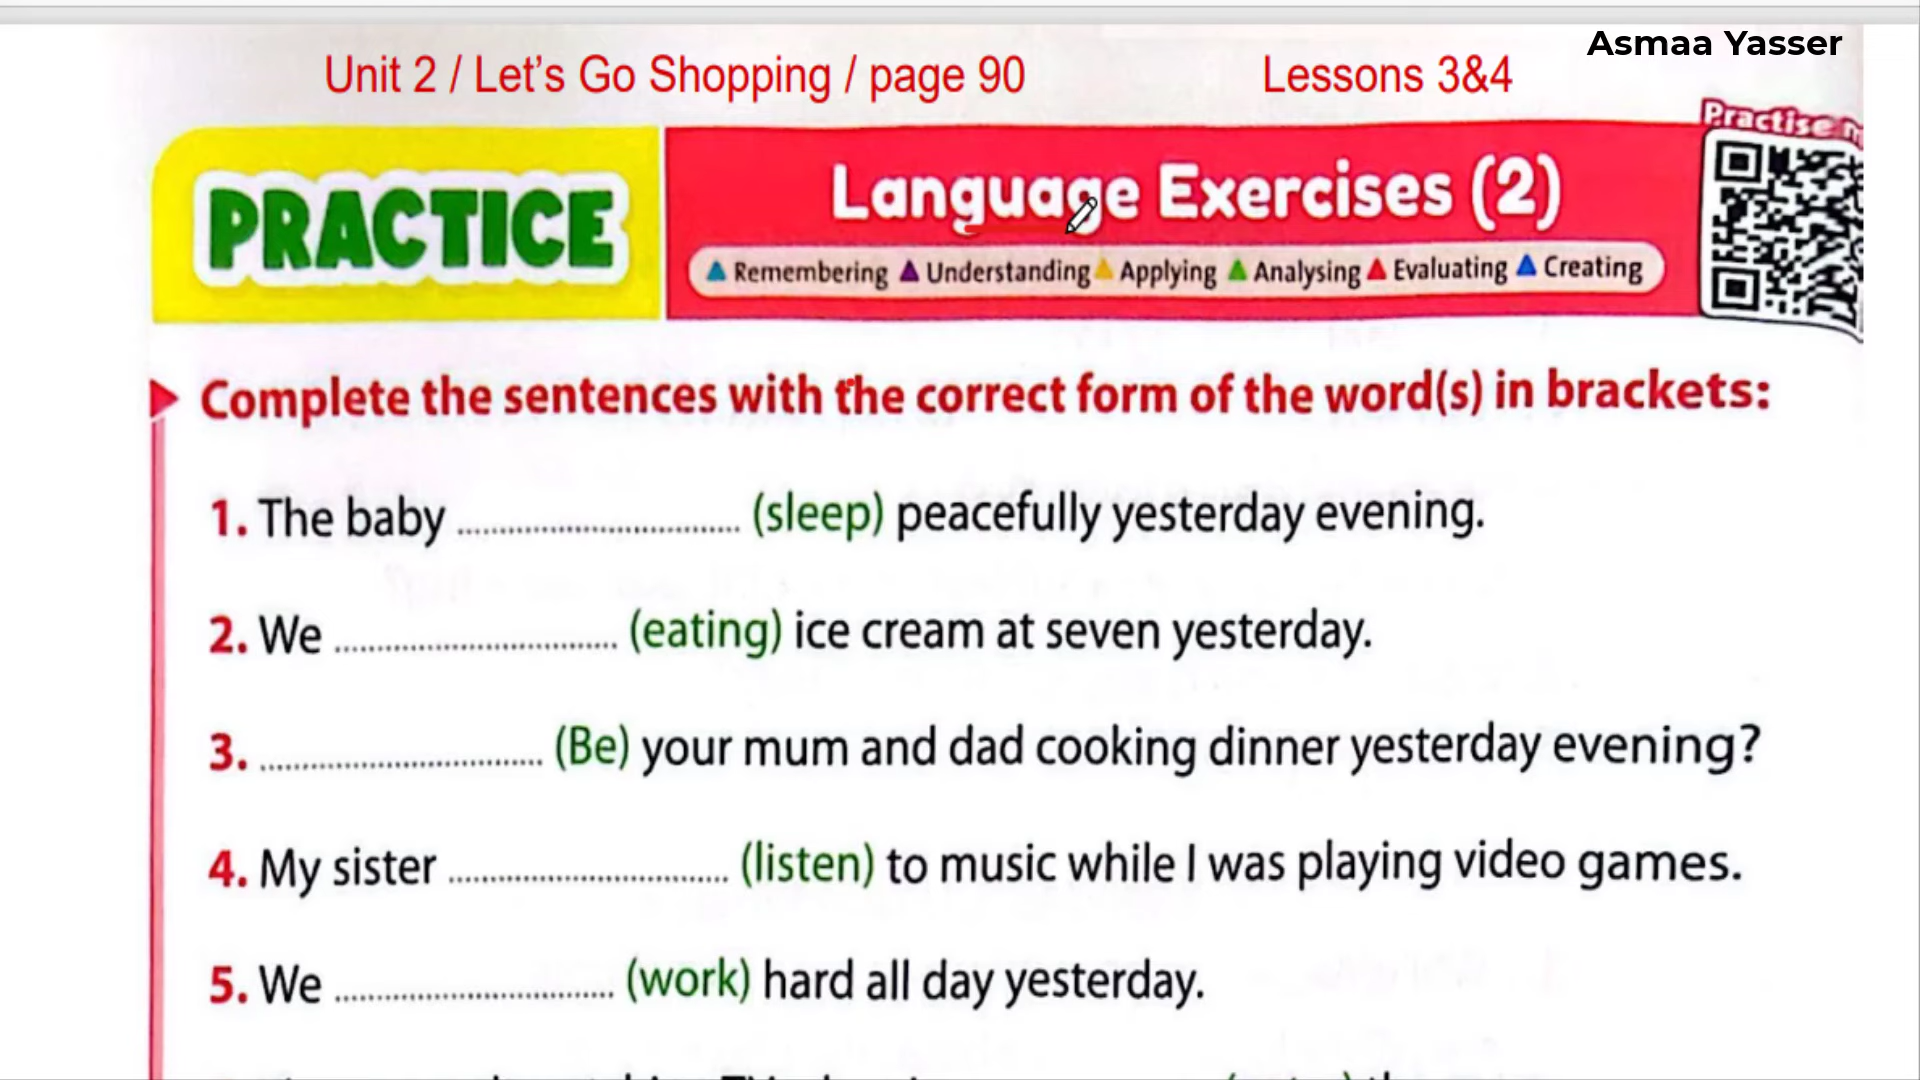 Asmaa Yasser
Unit 2 / Let's Go Shopping / page 90 Lessons 3&4
PRACTICE
Language Exercises (2)
Remembering Understanding Applying Analysing Evaluating Creating
Complete the sentences with the correct form of the word(s) in brackets:
1. The baby .............................. (sleep) peacefully yesterday evening.
2. We .............................. (eating) ice cream at seven yesterday.
3. .............................. (Be) your mum and dad cooking dinner yesterday evening?
4. My sister .............................. (listen) to music while I was playing video games.
5. We .............................. (work) hard all day yesterday.